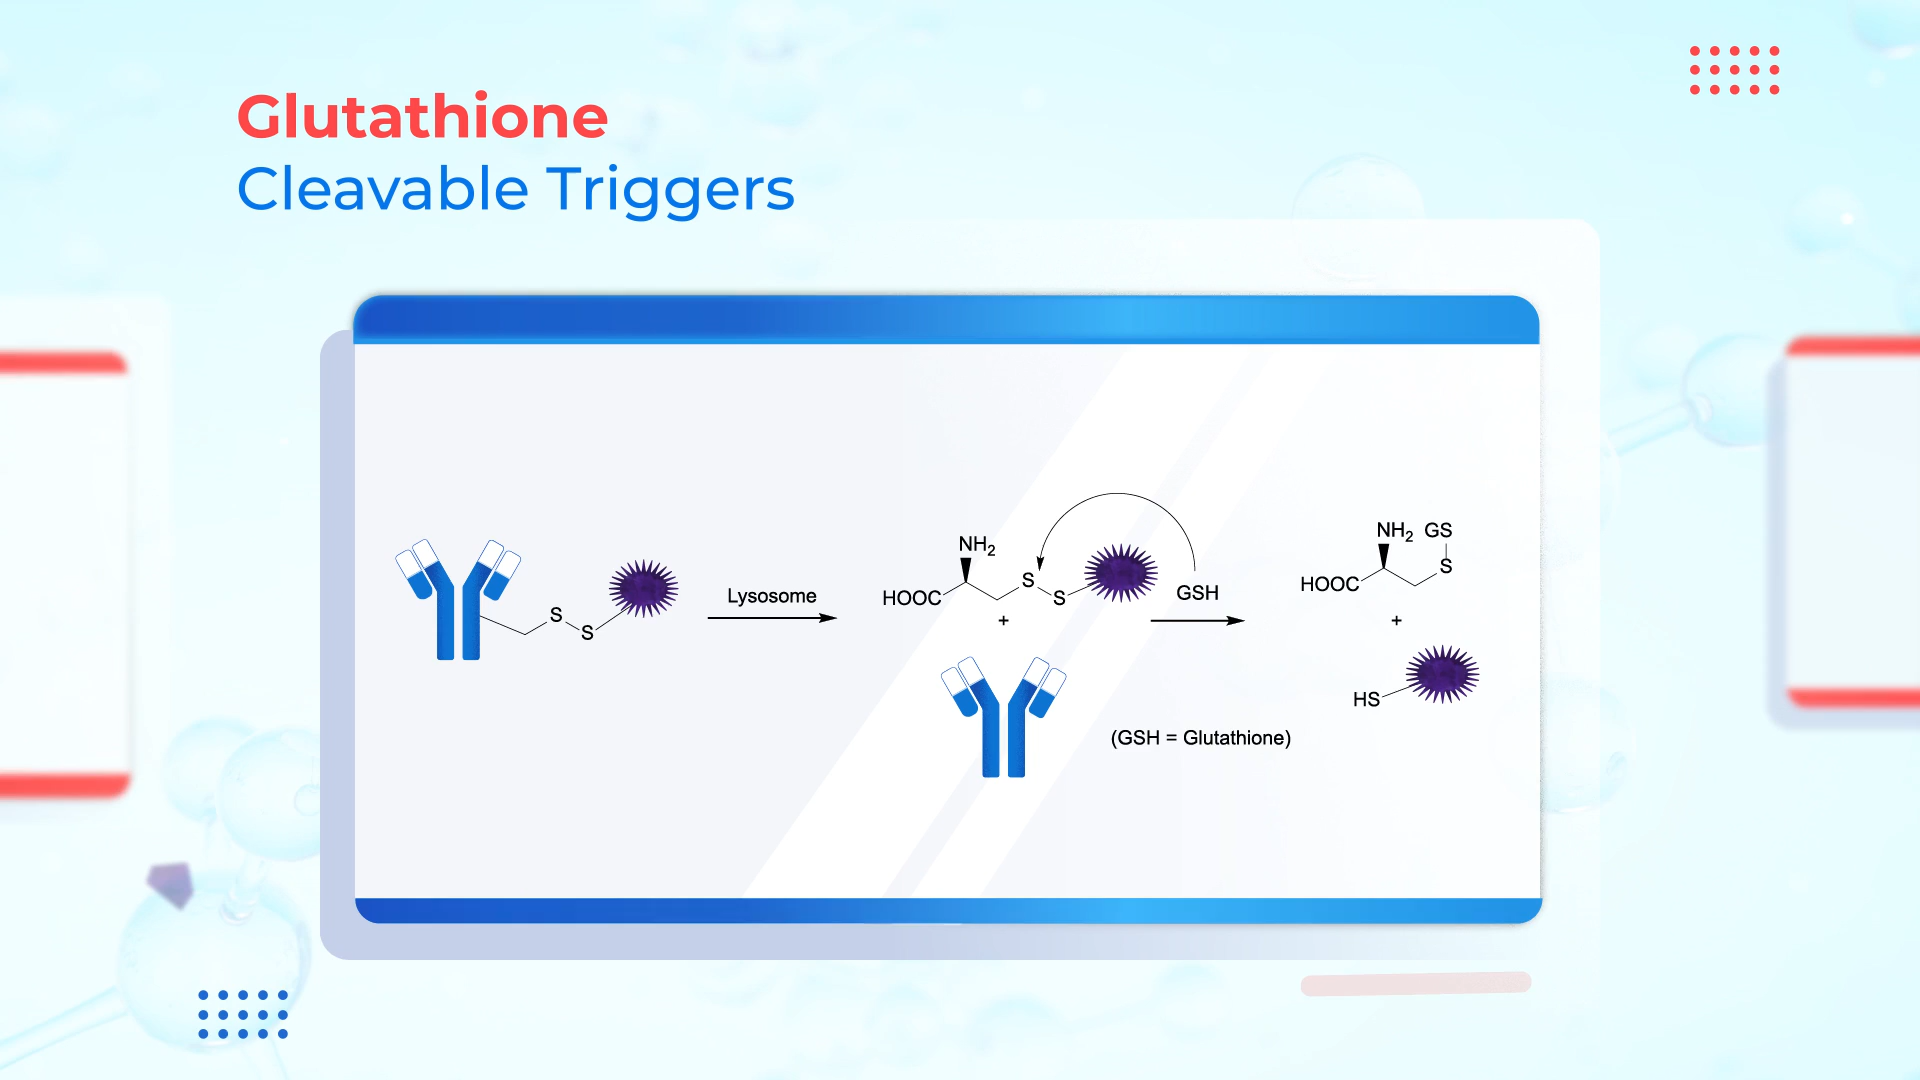 Glutathione
Cleavable Triggers
S
S
Lysosome
NH2
HOOC
S
S
+
GSH
(GSH = Glutathione)
NH2 GS
S
HOOC
+
HS